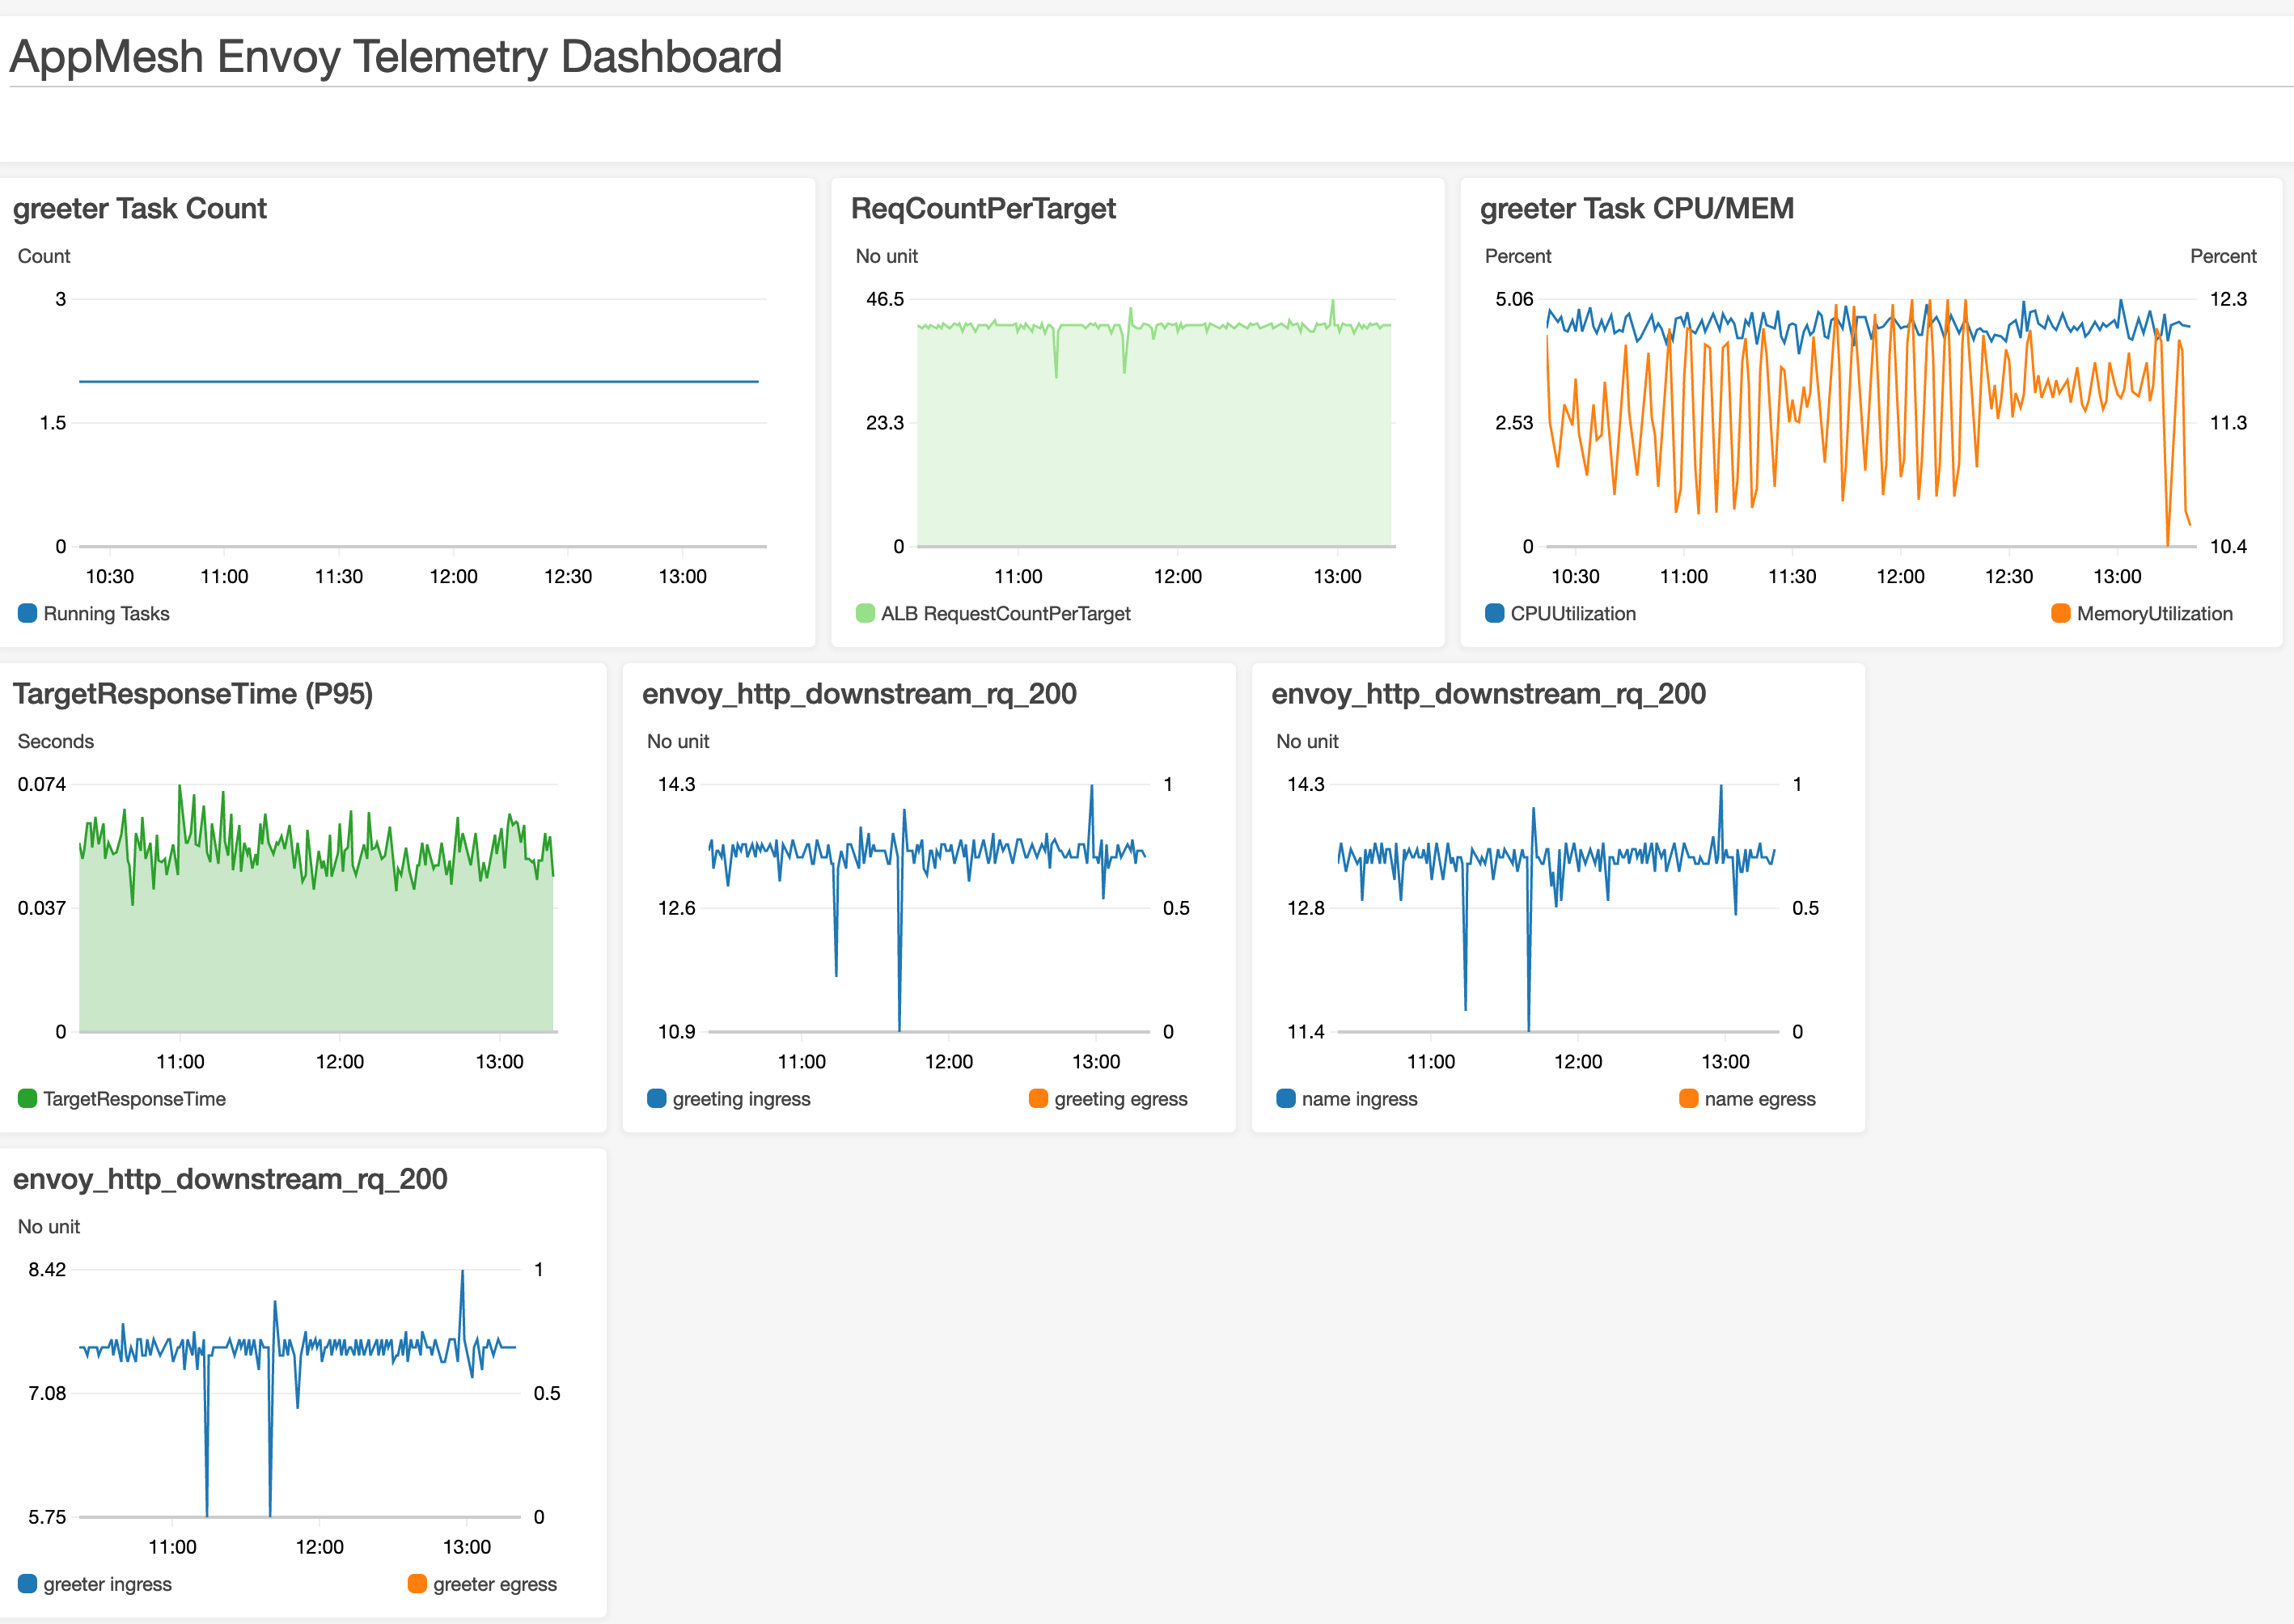 AppMesh Envoy Telemetry Dashboard
greeter Task Count
Count
3
1.5
0
10:30 11:00 11:30 12:00 12:30 13:00
Running Tasks
ReqCountPerTarget
No unit
46.5
23.3
0
11:00 12:00 13:00
ALB RequestCountPerTarget
greeter Task CPU/MEM
Percent Percent
5.06 12.3
2.53 11.3
0 10.4
10:30 11:00 11:30 12:00 12:30 13:00
CPUUtilization MemoryUtilization
TargetResponseTime (P95)
Seconds
0.074
0.037
0
11:00 12:00 13:00
TargetResponseTime
envoy_http_downstream_rq_200
No unit
14.3 1
12.6 0.5
10.9 0
11:00 12:00 13:00
greeting ingress greeting egress
envoy_http_downstream_rq_200
No unit
14.3 1
12.8 0.5
11.4 0
11:00 12:00 13:00
name ingress name egress
envoy_http_downstream_rq_200
No unit
8.42 1
7.08 0.5
5.75 0
11:00 12:00 13:00
greeter ingress greeter egress